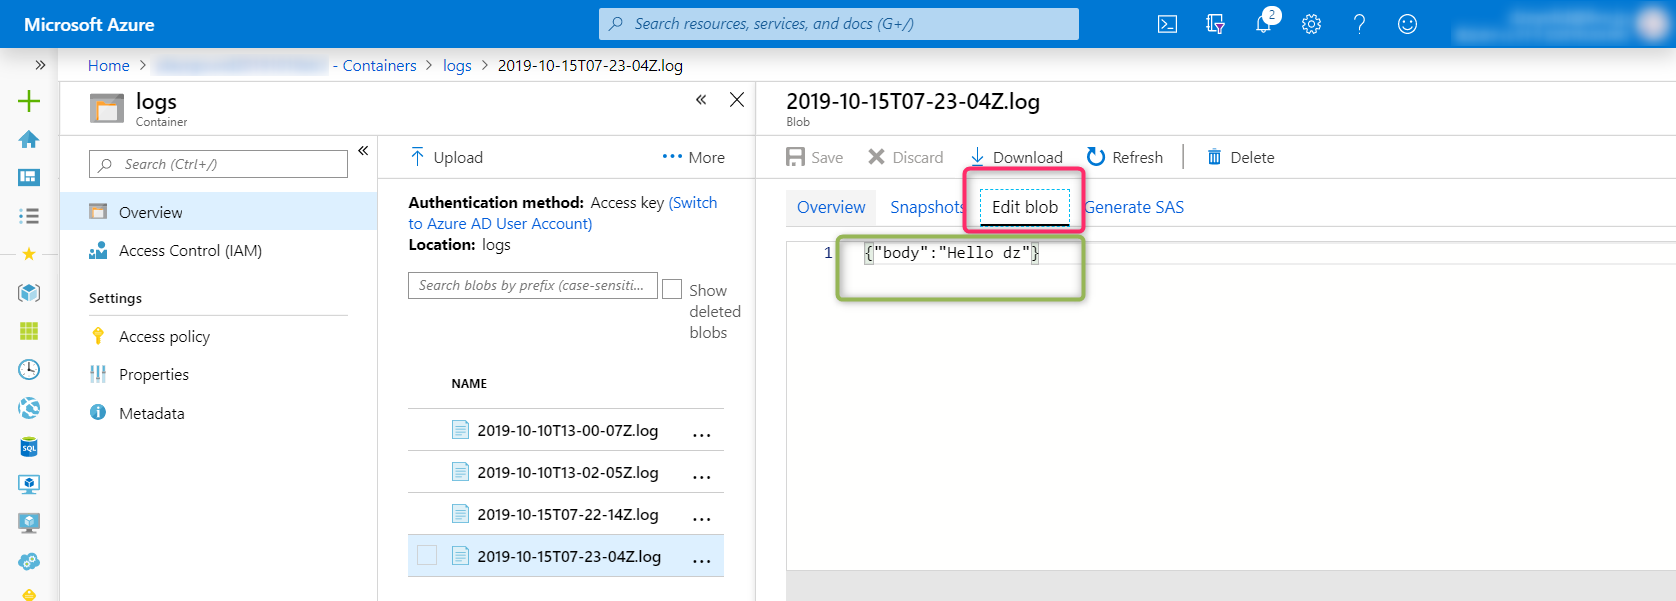 Microsoft Azure
Search resources, services, and docs (G+/)
2
Home > - Containers > logs > 2019-10-15T07-23-04Z.log
logs
Container
Search (Ctrl+/)
Overview
Access Control (IAM)
Settings
Access policy
Properties
Metadata
Upload
More
Authentication method: Access key (Switch
to Azure AD User Account)
Location: logs
Search blobs by prefix (case-sensiti...
Show
deleted
blobs
NAME
2019-10-10T13-00-07Z.log ...
2019-10-10T13-02-05Z.log ...
2019-10-15T07-22-14Z.log ...
2019-10-15T07-23-04Z.log ...
2019-10-15T07-23-04Z.log
Blob
Save Discard Download Refresh Delete
Overview Snapshots Edit blob Generate SAS
1 {"body":"Hello dz"}
SQL